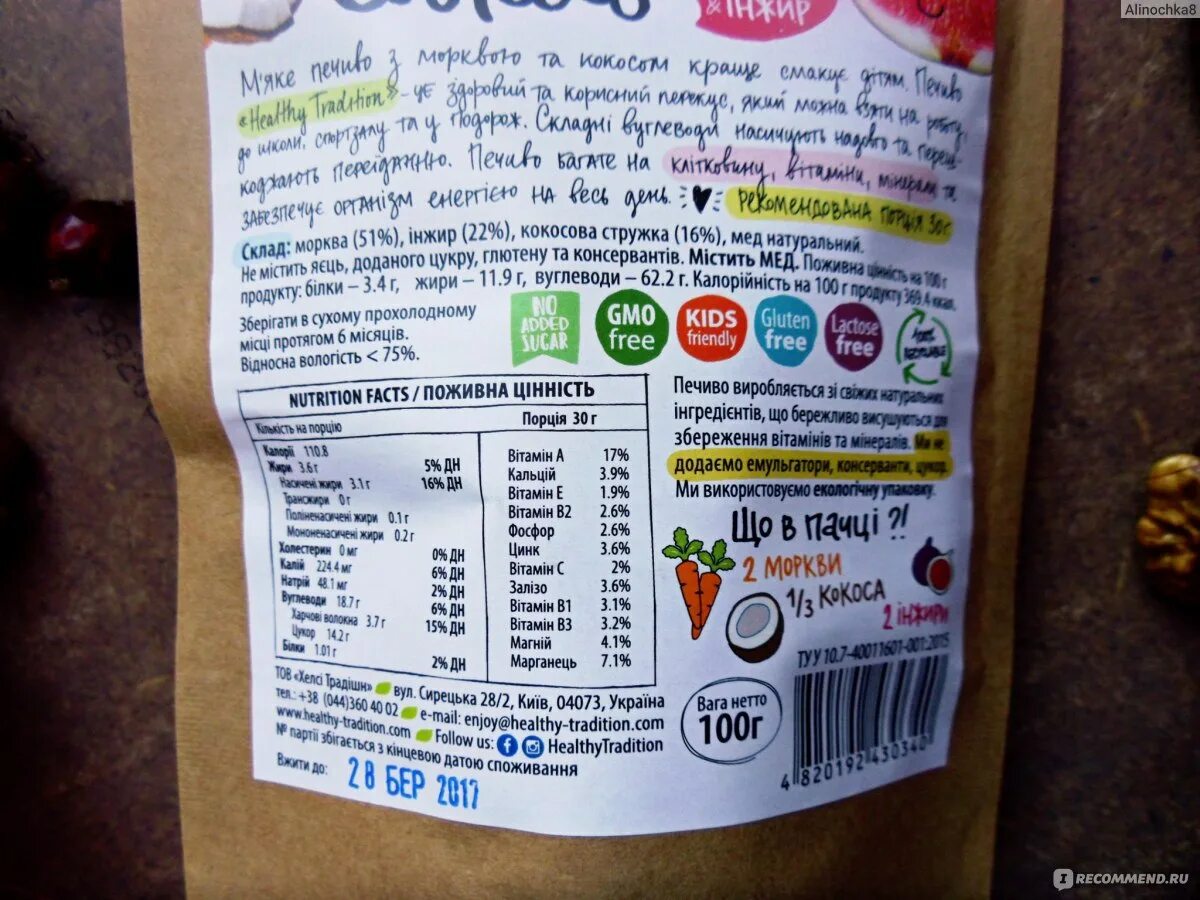 Alinochka8
& ІНЖИР
М'яке печиво з морквою та кокосом краще смакує дітям. Печиво
«Healthy Tradition» – це здоровий та корисний перекус, який можна взяти на роботу,
до школи, спортзалу та у подорож. Складні вуглеводи насичують надовго та переш-
коджають переїданню. Печиво багате на клітковину, вітаміни, мінерали та
забезпечує організм енергією на весь день.
Рекомендована порція 30г
Склад: морква (51%), інжир (22%), кокосова стружка (16%), мед натуральний.
Не містить яєць, доданого цукру, глютену та консервантів. Містить МЕД. Поживна цінність на 100 г
продукту: білки – 3.4 г, жири – 11.9 г, вуглеводи – 62.2 г. Калорійність на 100 г продукту 369.4 ккал.
Зберігати в сухому прохолодному
місці протягом 6 місяців.
Відносна вологість < 75%.
NO
ADDED
SUGAR
GMO
free
KIDS
friendly
Gluten
free
Lactose
free
100%
NUTRITION FACTS / ПОЖИВНА ЦІННІСТЬ
Кількість на порцію
Порція 30 г
Калорії 110.8
Жири 3.6 г 5% ДН
Насичені жири 3.1 г 16% ДН
Трансжири 0 г
Поліненасичені жири 0.1 г
Мононенасичені жири 0.2 г
Холестерин 0 мг 0% ДН
Калій 224.4 мг 6% ДН
Натрій 48.1 мг 2% ДН
Вуглеводи 18.7 г 6% ДН
Харчові волокна 3.7 г 15% ДН
Цукор 14.2 г
Білки 1.01 г 2% ДН
Вітамін А 17%
Кальцій 3.9%
Вітамін Е 1.9%
Вітамін В2 2.6%
Фосфор 2.6%
Цинк 3.6%
Вітамін С 2%
Залізо 3.6%
Вітамін В1 3.1%
Вітамін В3 3.2%
Магній 4.1%
Марганець 7.1%
Печиво виробляється зі свіжих натуральних
інгредієнтів, що бережливо висушуються для
збереження вітамінів та мінералів. Ми не
додаємо емульгатори, консерванти, цукор.
Ми використовуємо екологічну упаковку.
Що в пачці ?!
2 МОРКВИ
1/3 КОКОСА
2 ІНЖИРИ
ТОВ «Хелсі Традішн» вул. Сирецька 28/2, Київ, 04073, Україна
тел.: +38 (044)360 40 02 e-mail: enjoy@healthy-tradition.com
www.healthy-tradition.com Follow us: HealthyTradition
№ партії збігається з кінцевою датою споживання
Вжити до: 28 БЕР 2017
Вага нетто
100г
ТУ У 10.7-40011601-001:2015
4 820192 430340
IRECOMMEND.RU